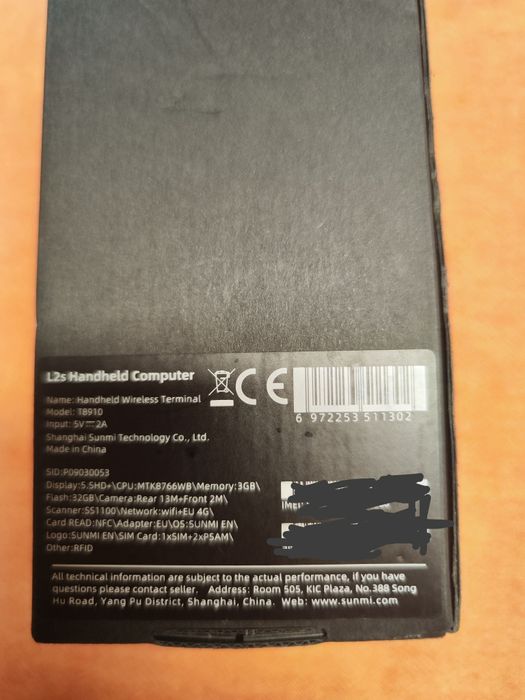 L2s Handheld Computer
Name: Handheld Wireless Terminal
Model: T8910
Input: 5V⎓2A
Shanghai Sunmi Technology Co., Ltd.
Made in China
6 972253 511302
SID:P09030053
Display:5.5HD+\CPU:MTK8766WB\Memory:3GB\
Flash:32GB\Camera:Rear 13M+Front 2M\
Scanner:SS1100\Network:wifi+EU 4G\
Card READ:NFC\Adapter:EU\OS:SUNMI EN\
Logo:SUNMI EN\SIM Card:1xSIM+2xPSAM\
Other:RFID
All technical information are subject to the actual performance, if you have
questions please contact seller. Address: Room 505, KIC Plaza, No.388 Song
Hu Road, Yang Pu District, Shanghai, China. Web: www.sunmi.com